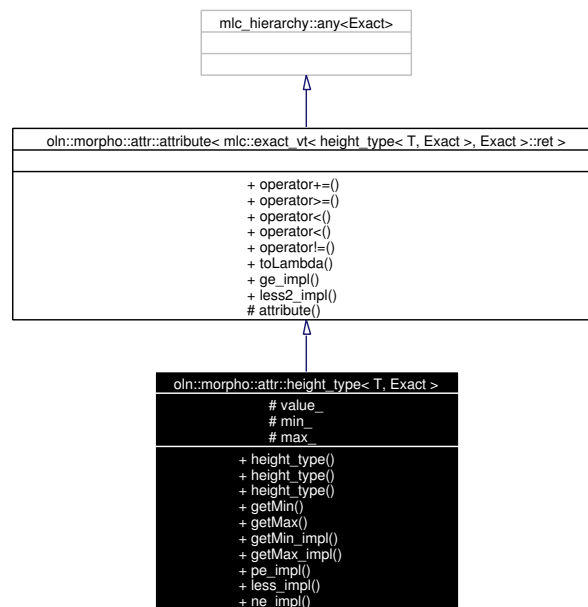 mlc_hierarchy::any<Exact>
oln::morpho::attr::attribute< mlc::exact_vt< height_type< T, Exact >, Exact >::ret >
+ operator+=()
+ operator>=()
+ operator<()
+ operator<()
+ operator!=()
+ toLambda()
+ ge_impl()
+ less2_impl()
# attribute()
oln::morpho::attr::height_type< T, Exact >
# value_
# min_
# max_
+ height_type()
+ height_type()
+ height_type()
+ getMin()
+ getMax()
+ getMin_impl()
+ getMax_impl()
+ pe_impl()
+ less_impl()
+ ne_impl()